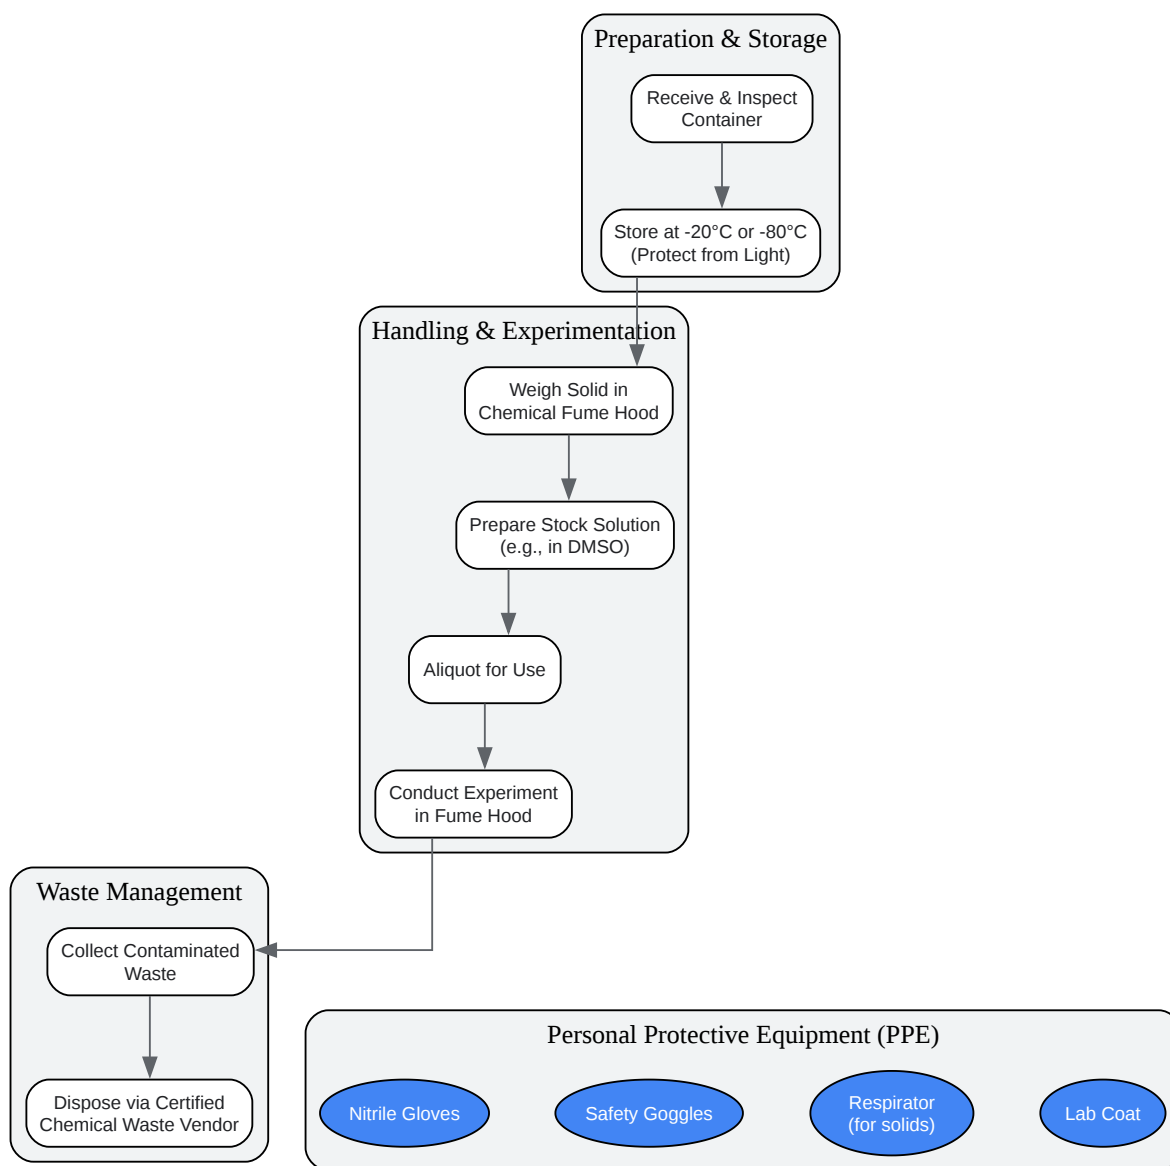 Preparation & Storage
Receive & Inspect
Container
Store at -20°C or -80°C
(Protect from Light)
Handling & Experimentation
Weigh Solid in
Chemical Fume Hood
Prepare Stock Solution
(e.g., in DMSO)
Aliquot for Use
Conduct Experiment
in Fume Hood
Waste Management
Collect Contaminated
Waste
Dispose via Certified
Chemical Waste Vendor
Personal Protective Equipment (PPE)
Nitrile Gloves
Safety Goggles
Respirator
(for solids)
Lab Coat